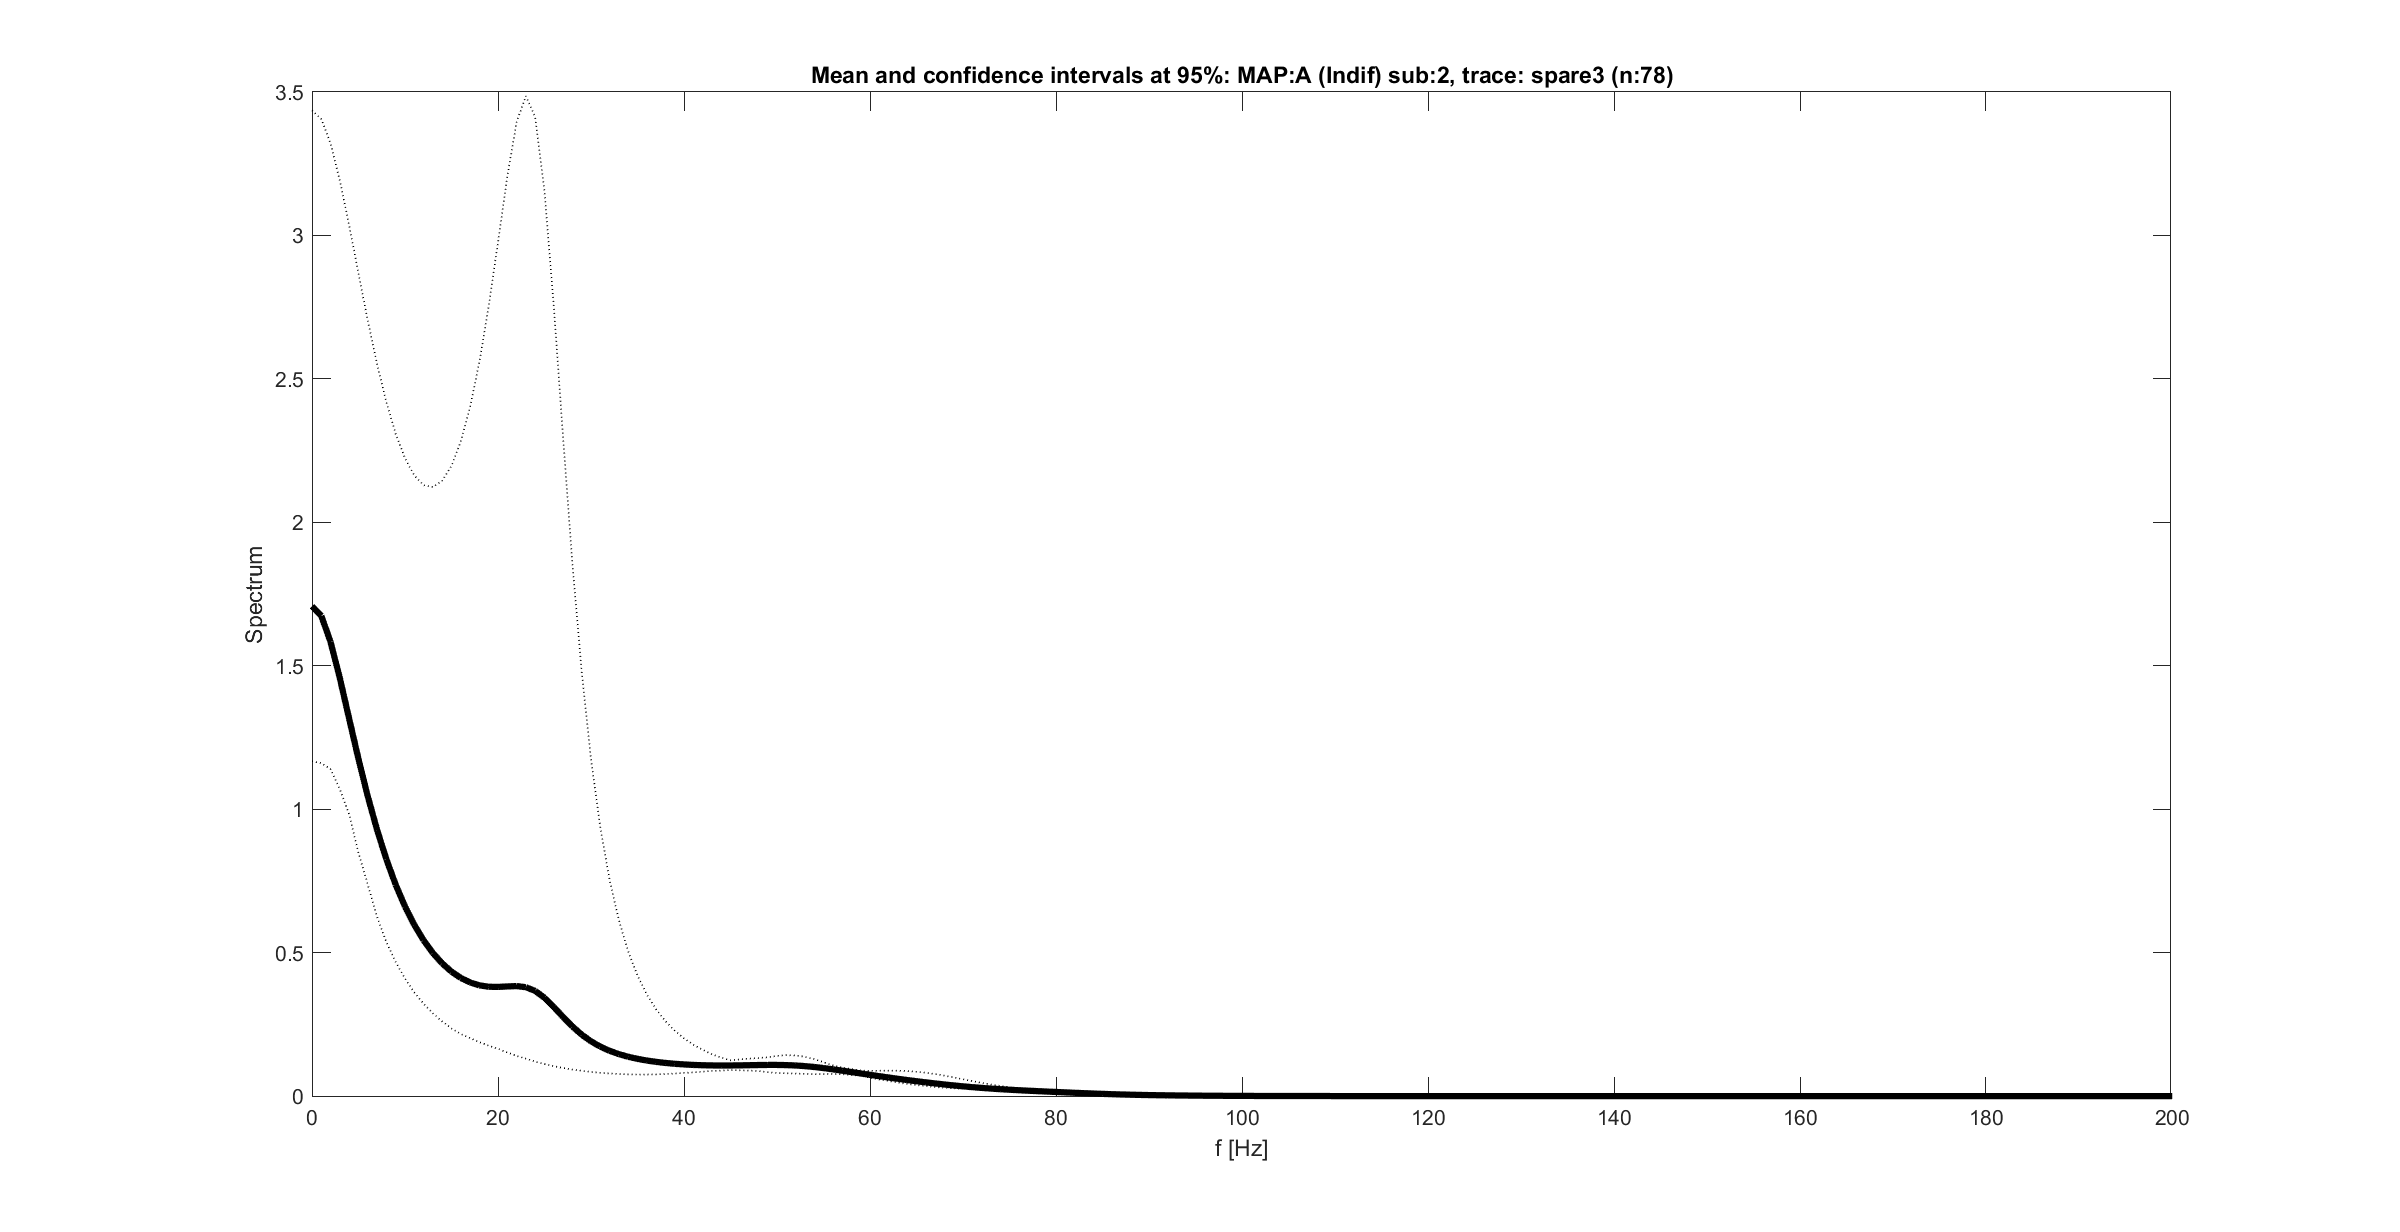 Mean and confidence intervals at 95%: MAP:A (Indif) sub:2, trace: spare3 (n:78)
3.5
3
2.5
2
1.5
1
0.5
0
Spectrum
0 20 40 60 80 100 120 140 160 180 200
f [Hz]